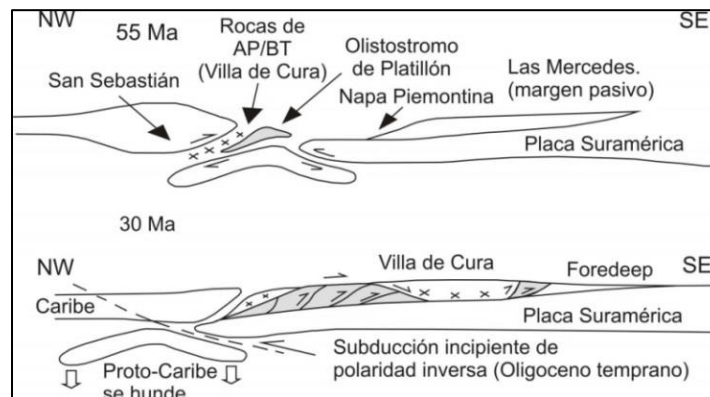 NW
SE
55 Ma
Rocas de
AP/BT
(Villa de Cura)
San Sebastián
Olistostromo
de Platillón
Napa Piemontina
Las Mercedes.
(margen pasivo)
Placa Suramérica
30 Ma
NW
SE
Caribe
Villa de Cura
Foredeep
Placa Suramérica
Subducción incipiente de
polaridad inversa (Oligoceno temprano)
Proto-Caribe
se hunde